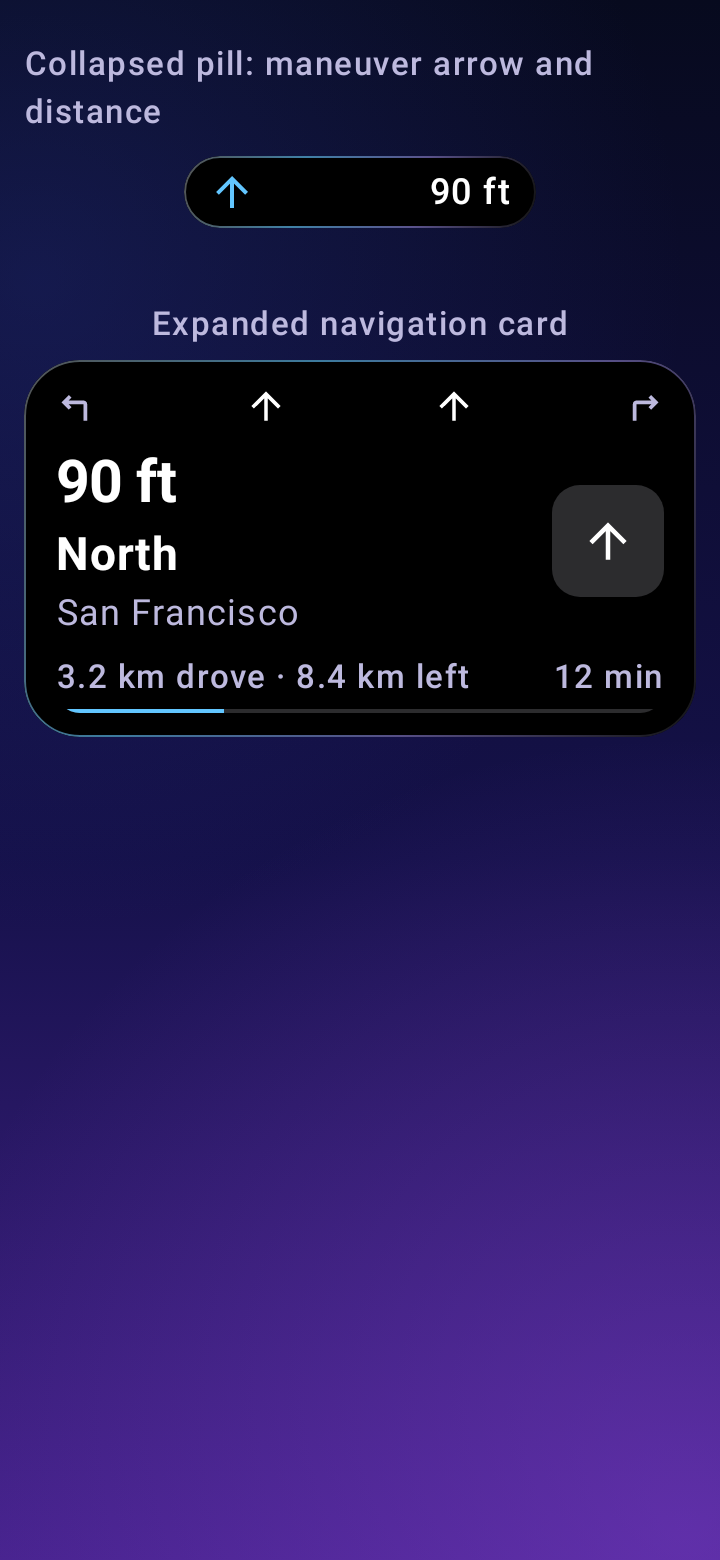 Collapsed pill: maneuver arrow and
distance
90 ft
Expanded navigation card
90 ft
North
San Francisco
3.2 km drove · 8.4 km left
12 min